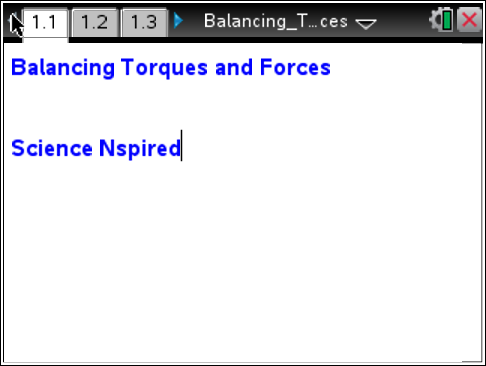 1.1 1.2 1.3 Balancing_T...ces
Balancing Torques and Forces
Science Nspired